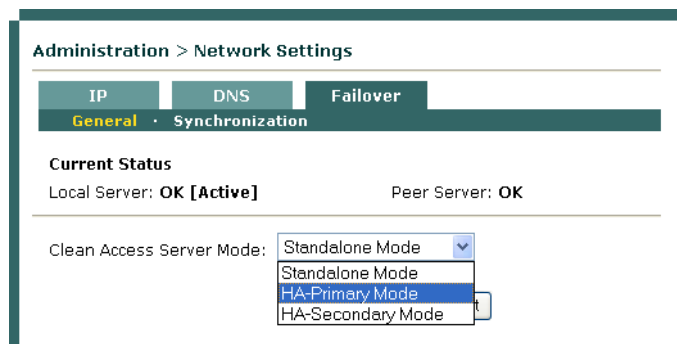 Administration > Network Settings
IP DNS Failover
General · Synchronization
Current Status
Local Server: OK [Active] Peer Server: OK
Clean Access Server Mode: Standalone Mode
Standalone Mode
HA-Primary Mode
HA-Secondary Mode